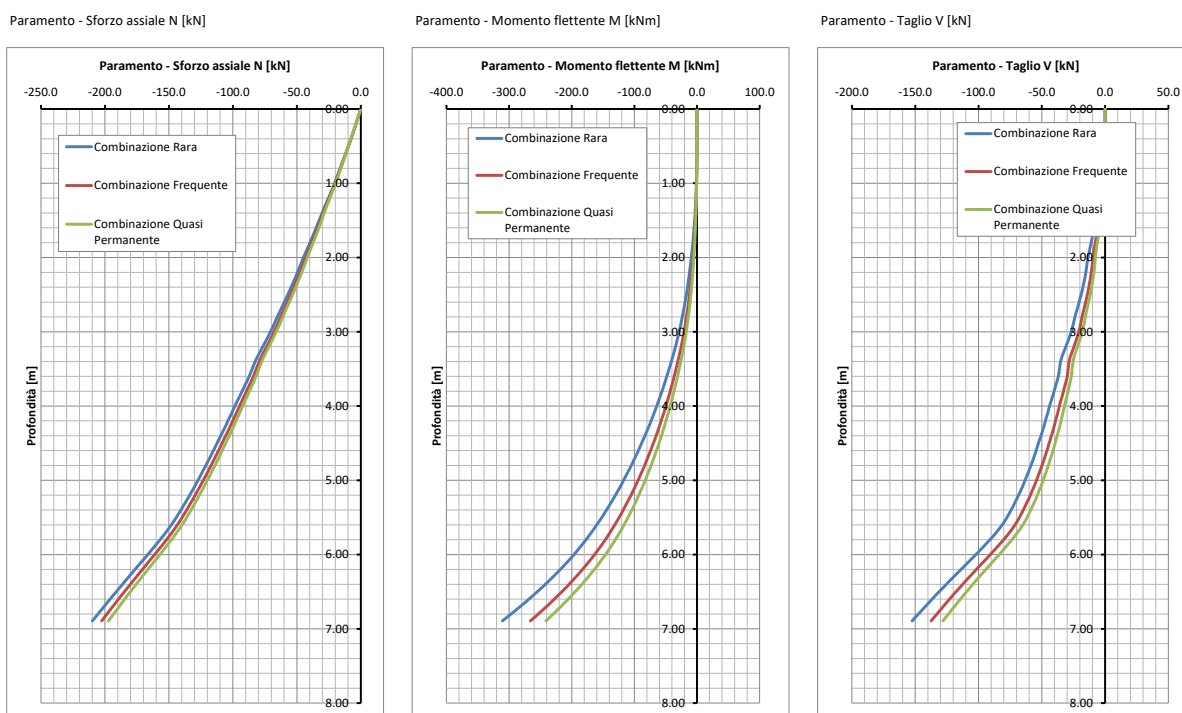 Paramento - Sforzo assiale N [kN]
Paramento - Momento flettente M [kNm]
Paramento - Taglio V [kN]
Paramento - Sforzo assiale N [kN]
-250.0 -200.0 -150.0 -100.0 -50.0 0.0
0.00
Combinazione Rara
Combinazione Frequente
Combinazione Quasi
Permanente
1.00
2.00
3.00
4.00
5.00
6.00
7.00
8.00
Profondità [m]
Paramento - Momento flettente M [kNm]
-400.0 -300.0 -200.0 -100.0 0.0 100.0
0.00
Combinazione Rara
Combinazione Frequente
Combinazione Quasi
Permanente
1.00
2.00
3.00
4.00
5.00
6.00
7.00
8.00
Profondità [m]
Paramento - Taglio V [kN]
-200.0 -150.0 -100.0 -50.0 0.0 50.0
0.00
Combinazione Rara
Combinazione Frequente
Combinazione Quasi
Permanente
2.00
3.00
4.00
5.00
6.00
7.00
8.00
Profondità [m]